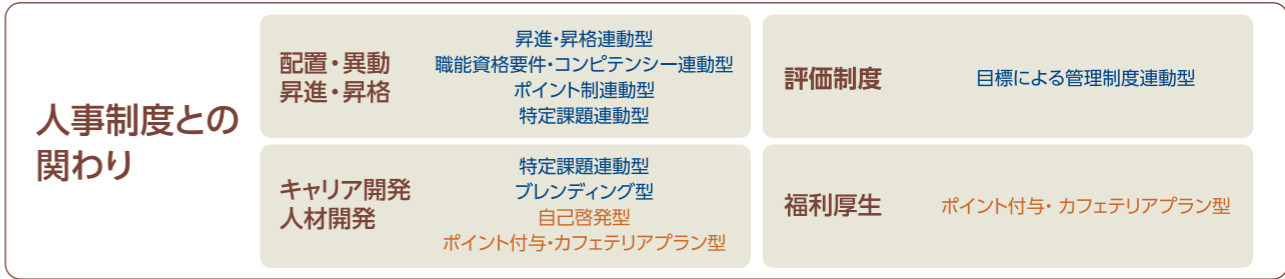 人事制度との
関わり
配置・異動
昇進・昇格
昇進・昇格連動型
職能資格要件・コンピテンシー連動型
ポイント制連動型
特定課題連動型
評価制度
目標による管理制度連動型
キャリア開発
人材開発
特定課題連動型
ブレンディング型
自己啓発型
ポイント付与・カフェテリアプラン型
福利厚生
ポイント付与・ カフェテリアプラン型